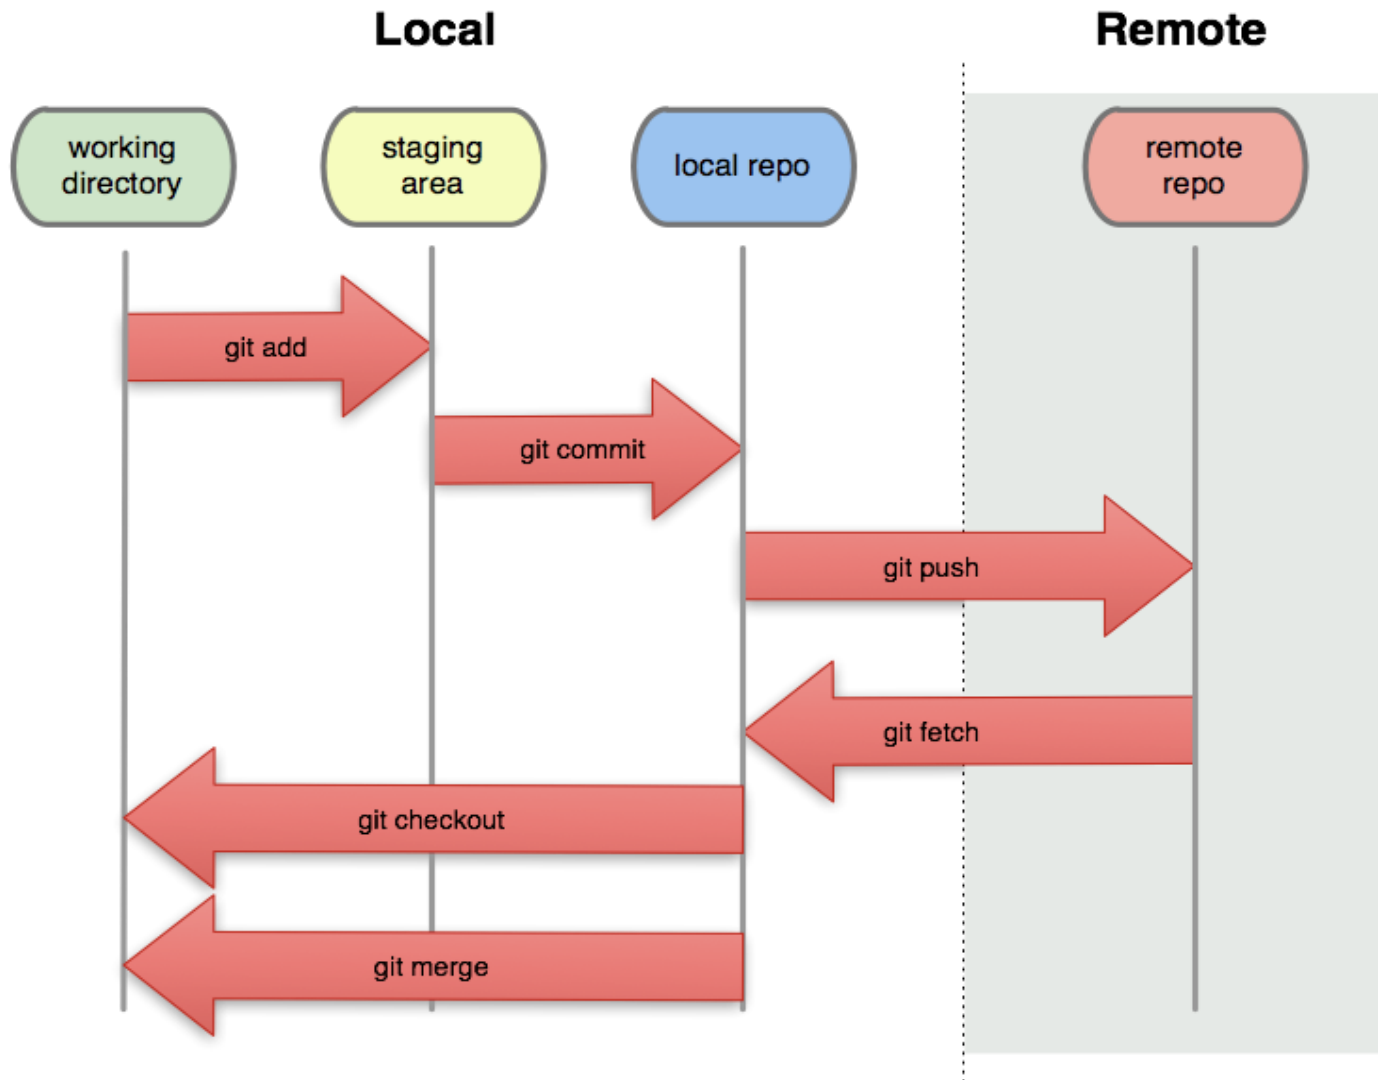 Local
Remote
working
directory
staging
area
local repo
remote
repo
git add
git commit
git push
git fetch
git checkout
git merge